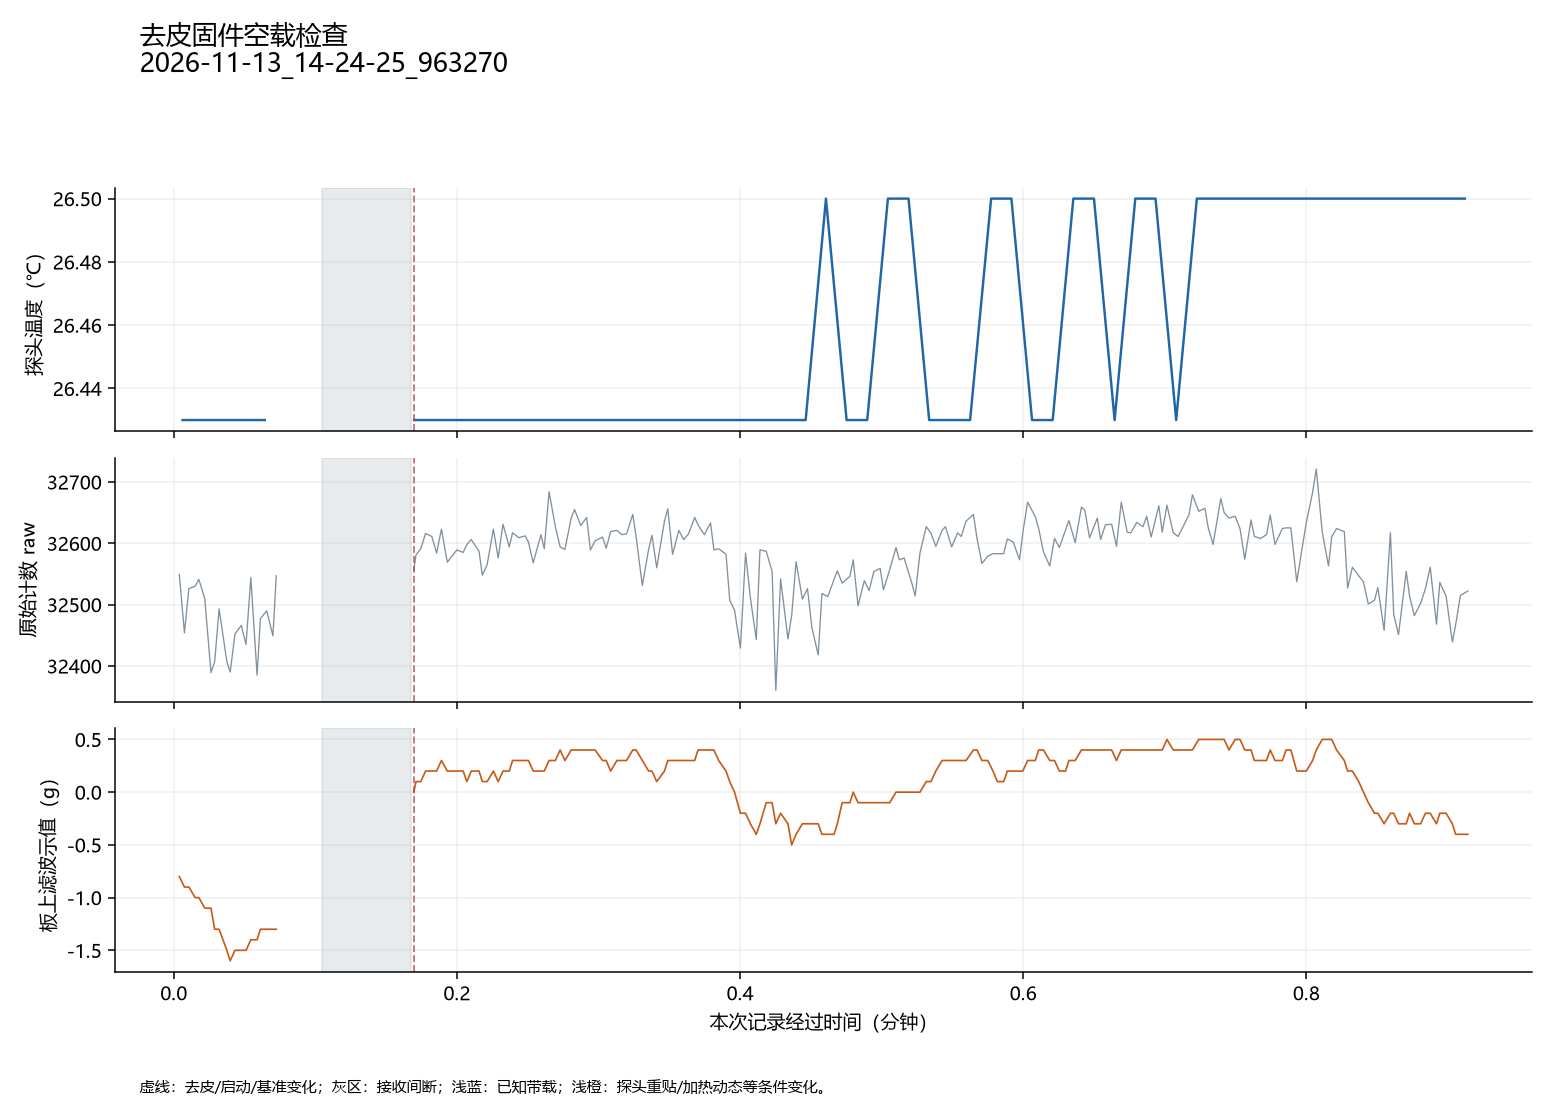 去皮固件空载检查
2026-11-13_14-24-25_963270
26.50
26.48
26.46
26.44
探头温度（℃）
32700
32600
32500
32400
原始计数 raw
0.5
0.0
-0.5
-1.0
-1.5
板上滤波示值（g）
0.0 0.2 0.4 0.6 0.8
本次记录经过时间（分钟）
虚线：去皮/启动/基准变化；灰区：接收间断；浅蓝：已知带载；浅橙：探头重贴/加热动态等条件变化。